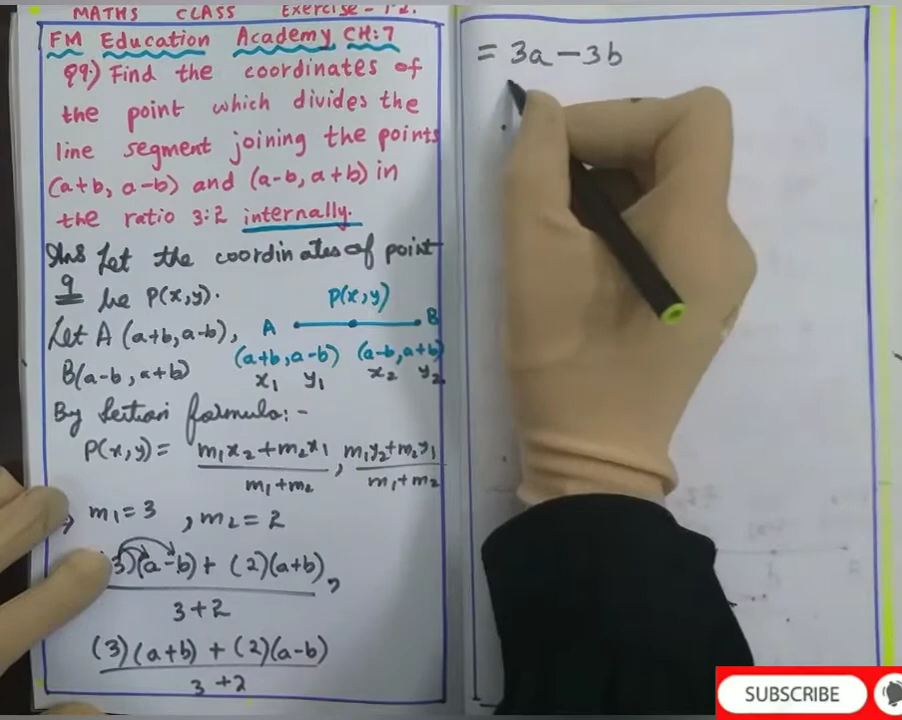 MATHS CLASS Exercise-1.2.
FM Education Academy CH:7
Q9:) Find the coordinates of
the point which divides the
line segment joining the points
(a+b, a-b) and (a-b, a+b) in
the ratio 3:2 internally.
Ans Let the coordinates of point
9 be P(x,y).
P(x,y)
Let A (a+b,a-b),
A B
B(a-b, a+b)
(a+b,a-b) (a-b,a+b)
x₁ y₁ x₂ y₂
By Section formula:-
P(x,y) = m₁x₂+m₂x₁ , m₁y₂+m₂y₁
m₁+m₂ m₁+m₂
m₁=3 , m₂=2
(3)(a-b)+(2)(a+b),
3+2
(3)(a+b)+(2)(a-b)
3+2
= 3a-3b
SUBSCRIBE